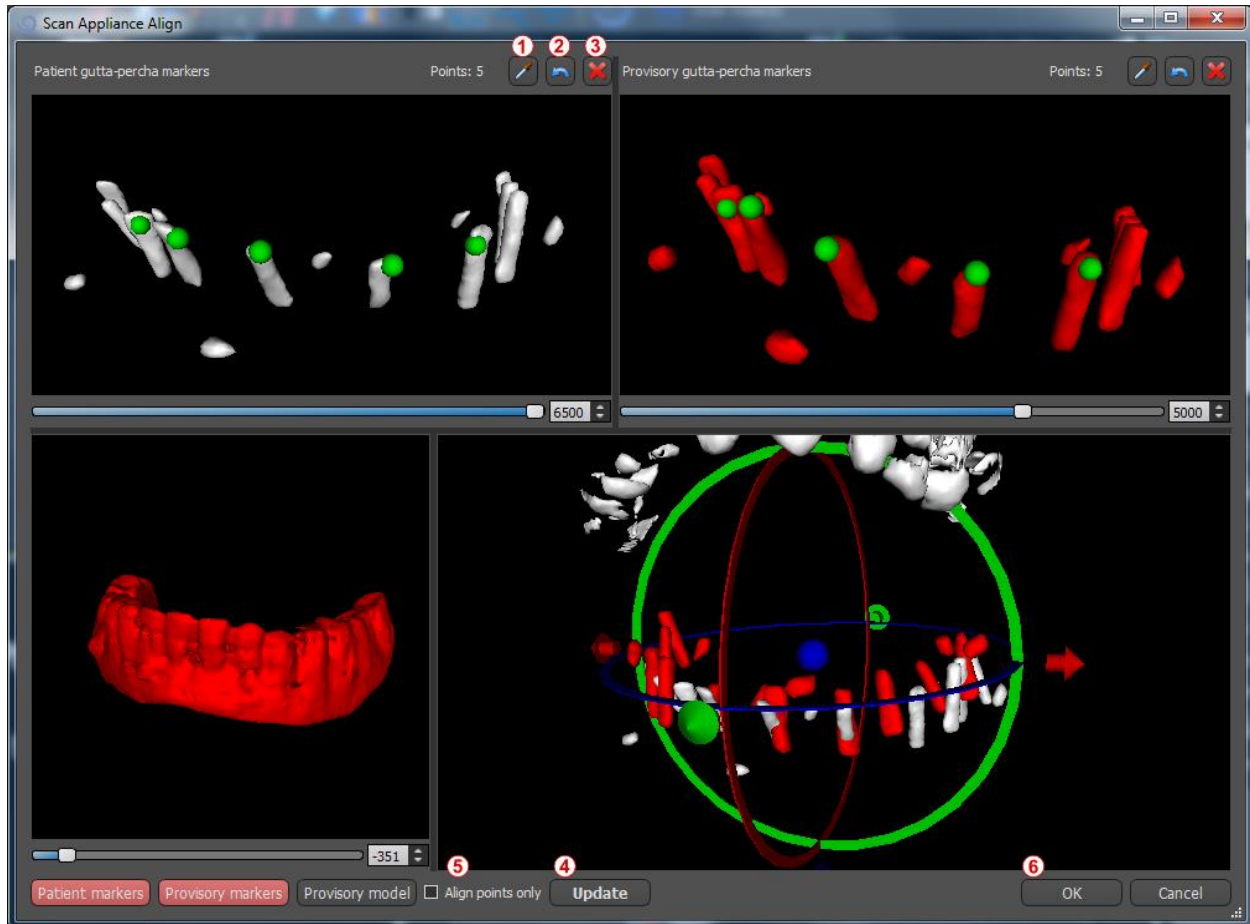 Scan Appliance Align
1 2 3
Patient gutta-percha markers Points: 5 Provisory gutta-percha markers Points: 5
6500 5000
-351
5 4 6
Patient markers Provisory markers Provisory model Align points only Update OK Cancel